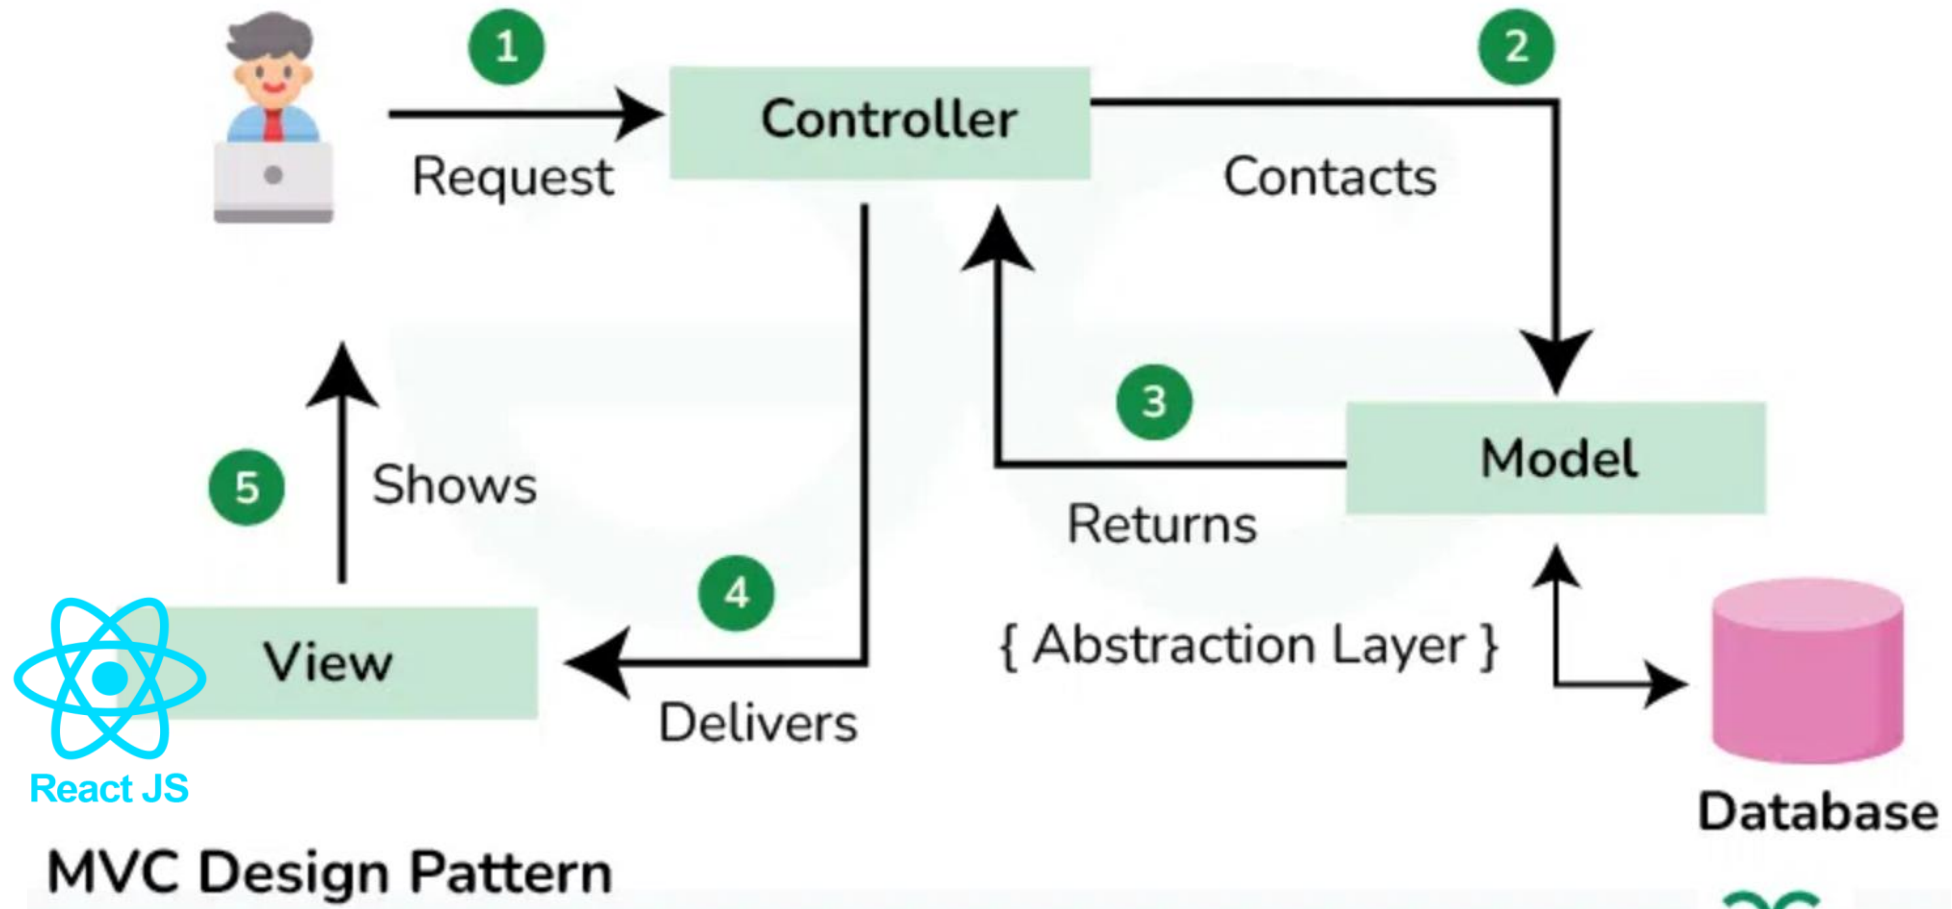 1
2
Controller
Request
Contacts
3
Model
5
Shows
Returns
4
{ Abstraction Layer }
View
Delivers
React JS
Database
MVC Design Pattern